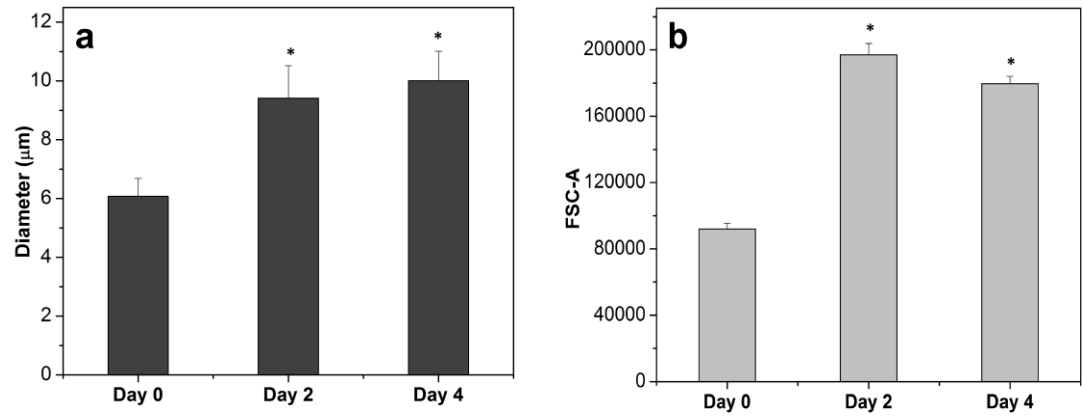 a
Diameter (μm)
12
10
8
6
4
2
0
*
*
Day 0
Day 2
Day 4
b
FSC-A
200000
160000
120000
80000
40000
0
*
*
Day 0
Day 2
Day 4